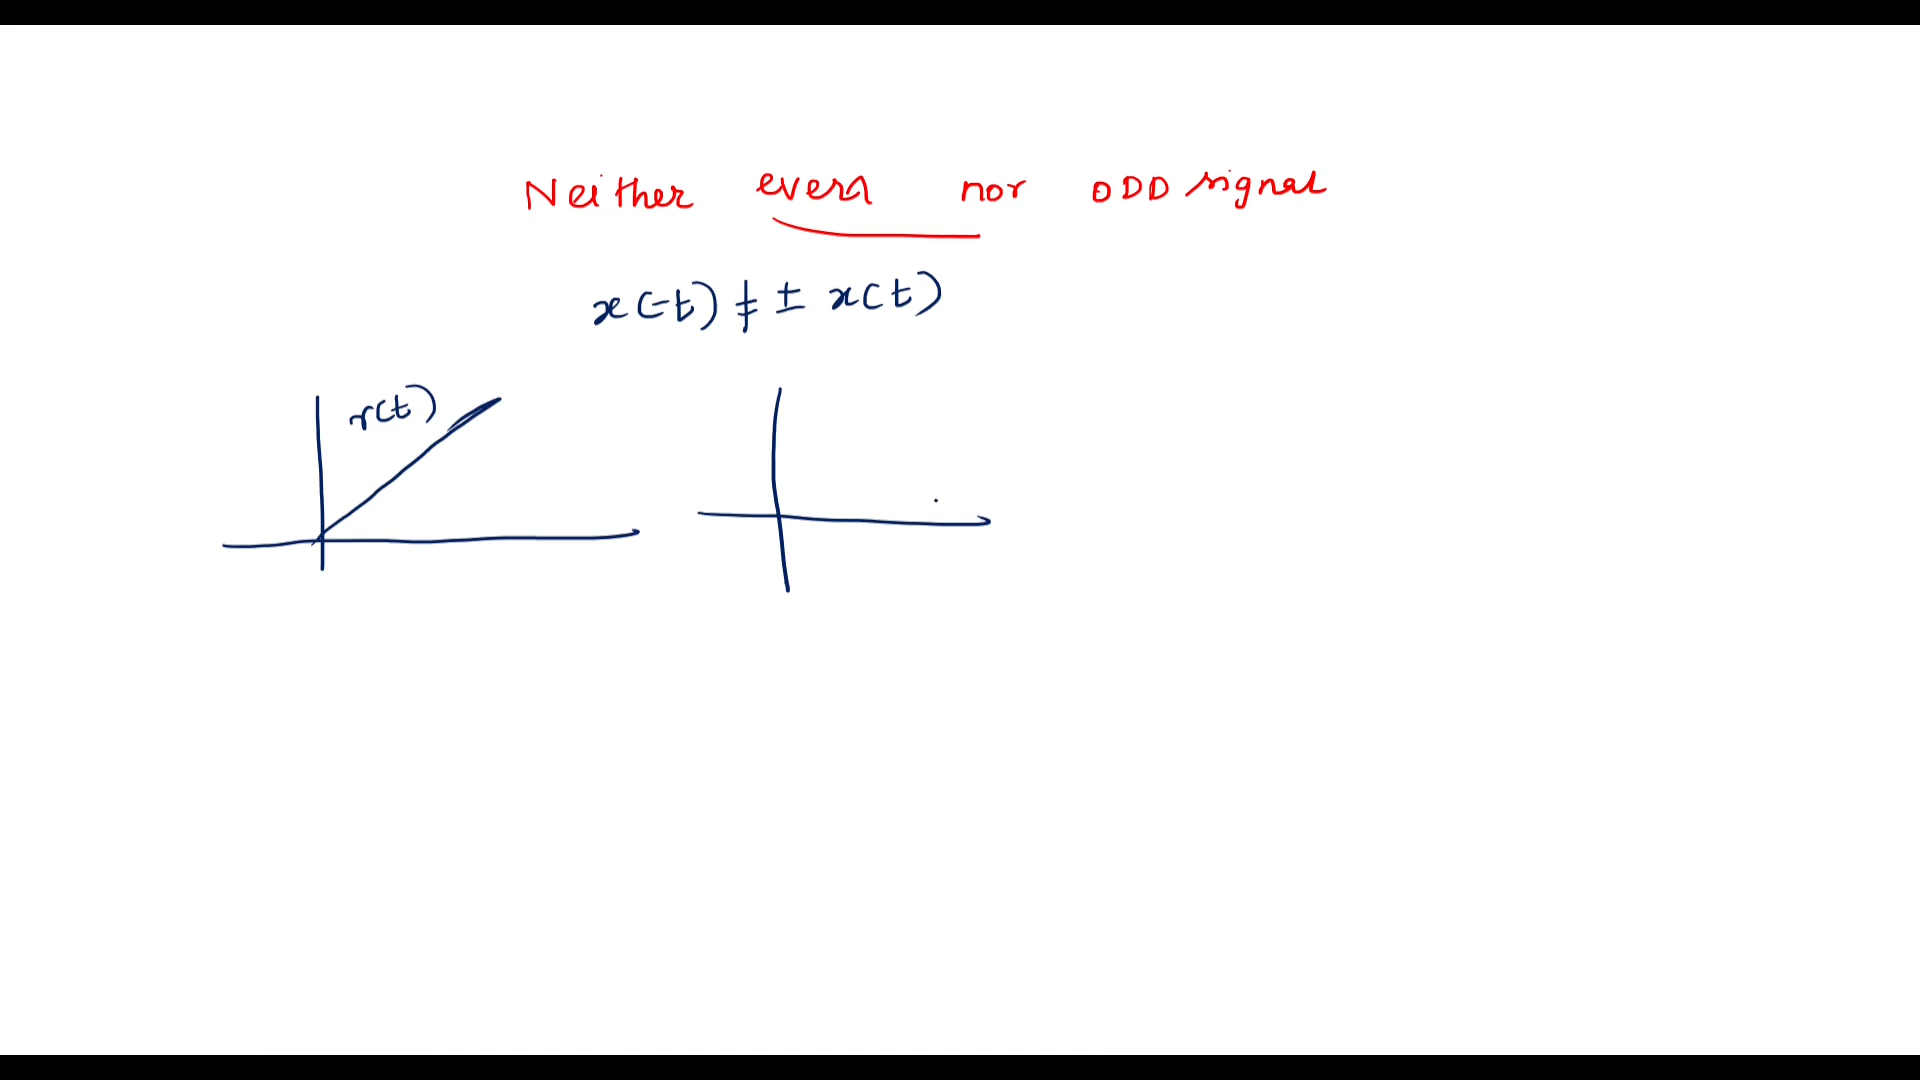 Neither even nor ODD signal
x(-t) ≠ ± x(t)
r(t)